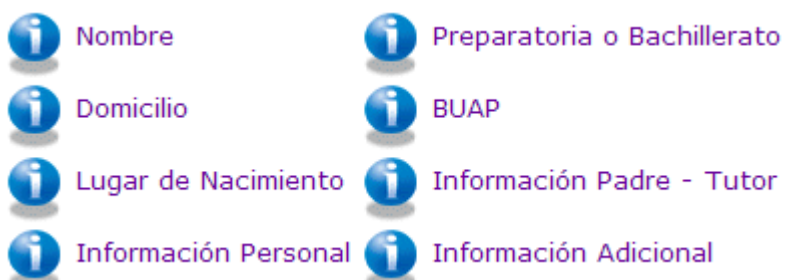 Nombre
Preparatoria o Bachillerato
Domicilio
BUAP
Lugar de Nacimiento
Información Padre - Tutor
Información Personal
Información Adicional